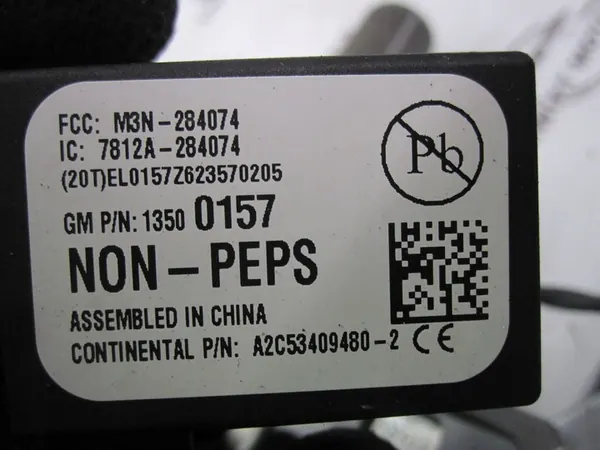 FCC: M3N-284074
IC: 7812A-284074
(20T)EL0157Z623570205
GM P/N: 1350 0157
NON-PEPS
ASSEMBLED IN CHINA
CONTINENTAL P/N: A2C53409480-2 CE
Pb